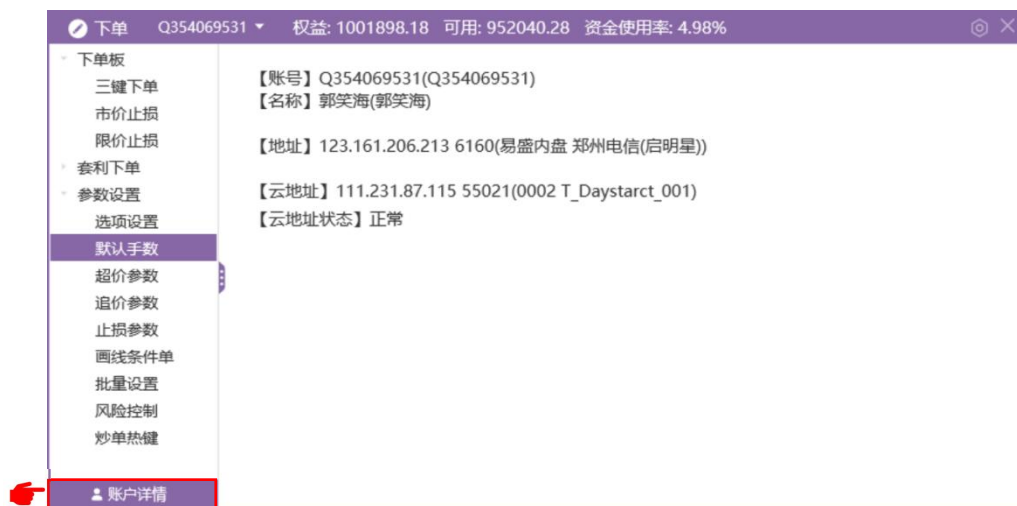 下单 Q354069531 权益: 1001898.18 可用: 952040.28 资金使用率: 4.98%
下单板
三键下单
市价止损
限价止损
套利下单
参数设置
选项设置
默认手数
超价参数
追价参数
止损参数
画线条件单
批量设置
风险控制
炒单热键
账户详情
【账号】Q354069531(Q354069531)
【名称】郭笑海(郭笑海)
【地址】123.161.206.213 6160(易盛内盘 郑州电信(启明星))
【云地址】111.231.87.115 55021(0002 T_Daystarct_001)
【云地址状态】正常